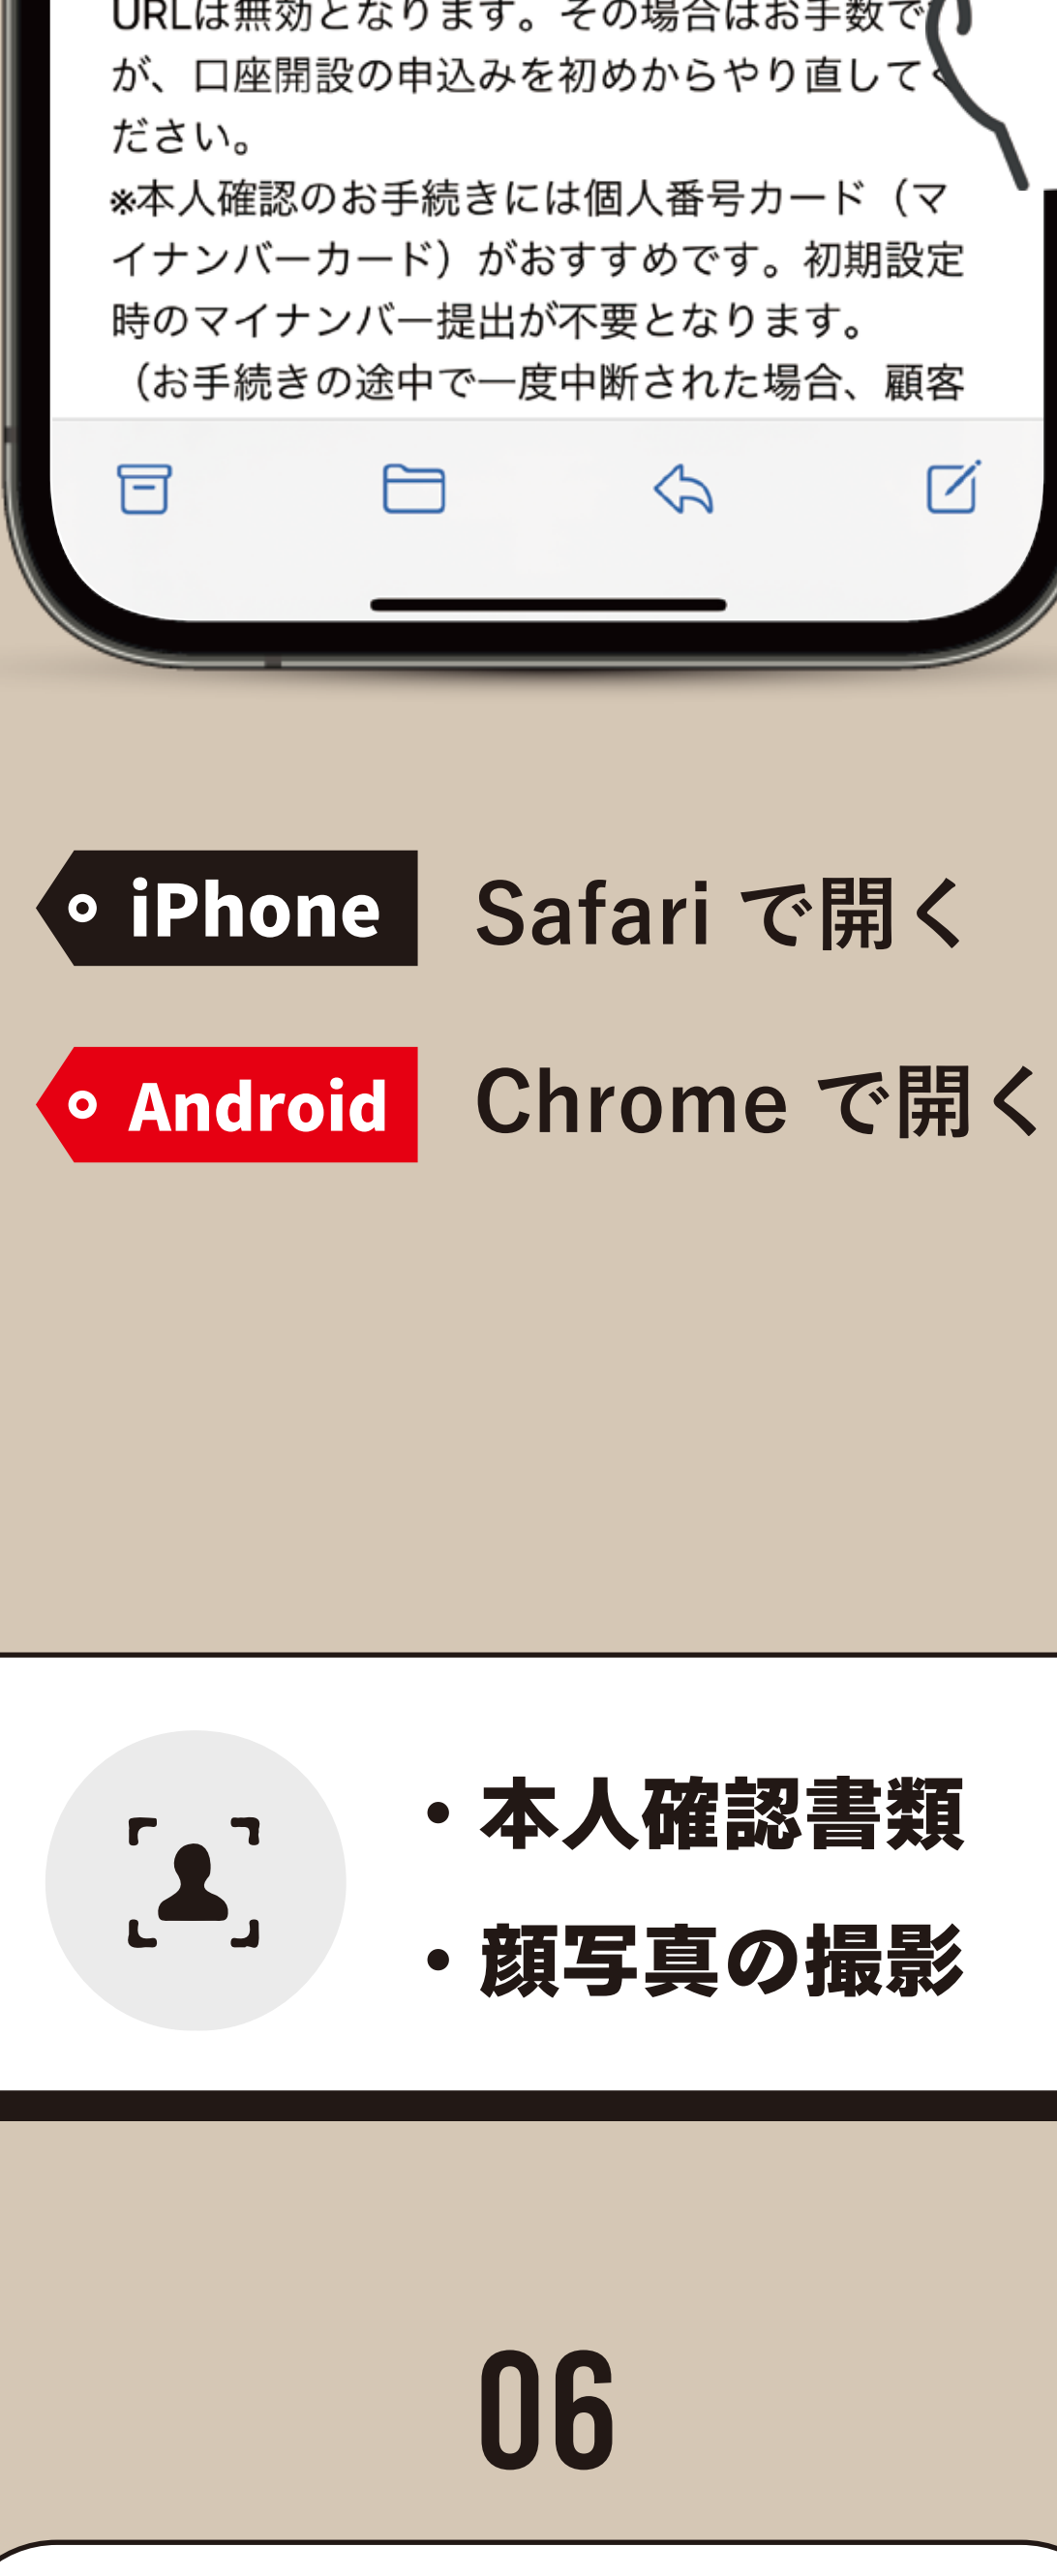 URLは無効となります。その場合はお手数で
が、口座開設の申込みを初めからやり直してく
ださい。
※本人確認のお手続きには個人番号カード（マ
イナンバーカード）がおすすめです。初期設定
時のマイナンバー提出が不要となります。
（お手続きの途中で一度中断された場合、顧客
iPhone Safari で開く
Android Chrome で開く
・本人確認書類
・顔写真の撮影
06